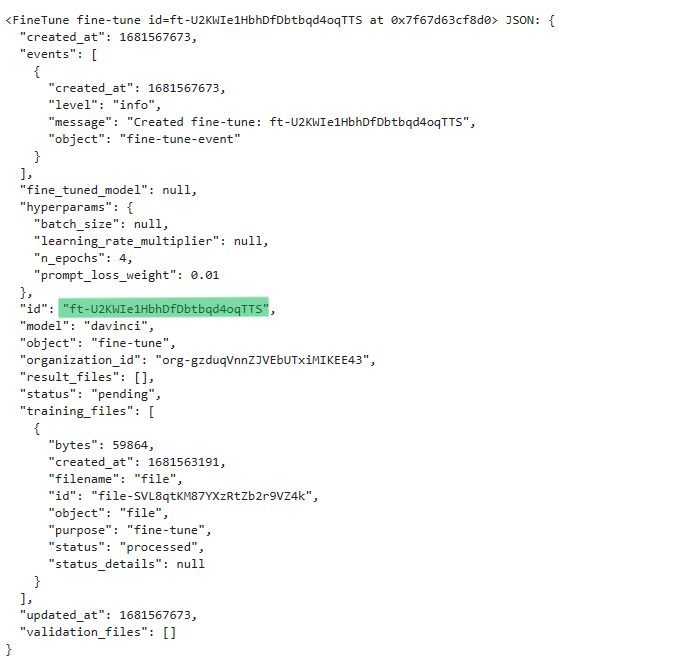 <FineTune fine-tune id=ft-U2KWIe1HbhDfDbtbqd4oqTTS at 0x7f67d63cf8d0> JSON: {
  "created_at": 1681567673,
  "events": [
    {
      "created_at": 1681567673,
      "level": "info",
      "message": "Created fine-tune: ft-U2KWIe1HbhDfDbtbqd4oqTTS",
      "object": "fine-tune-event"
    }
  ],
  "fine_tuned_model": null,
  "hyperparams": {
    "batch_size": null,
    "learning_rate_multiplier": null,
    "n_epochs": 4,
    "prompt_loss_weight": 0.01
  },
  "id": "ft-U2KWIe1HbhDfDbtbqd4oqTTS",
  "model": "davinci",
  "object": "fine-tune",
  "organization_id": "org-gzduqVnnZJVEbUTxiMIKEE43",
  "result_files": [],
  "status": "pending",
  "training_files": [
    {
      "bytes": 59864,
      "created_at": 1681563191,
      "filename": "file",
      "id": "file-SVL8qtKM87YXzRtZb2r9VZ4k",
      "object": "file",
      "purpose": "fine-tune",
      "status": "processed",
      "status_details": null
    }
  ],
  "updated_at": 1681567673,
  "validation_files": []
}